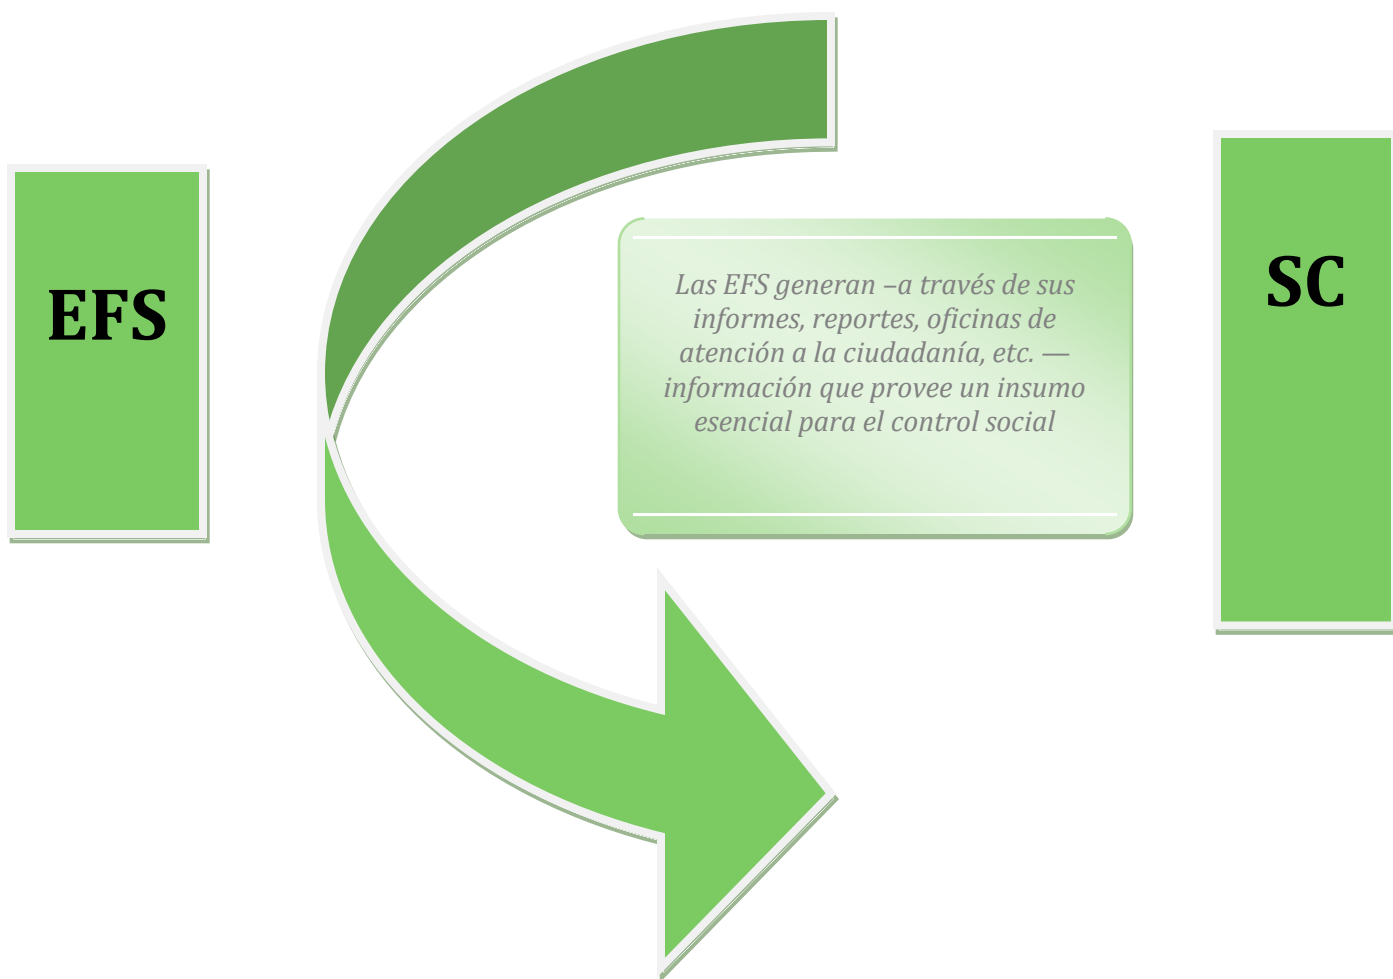 EFS
Las EFS generan –a través de sus
informes, reportes, oficinas de
atención a la ciudadanía, etc. —
información que provee un insumo
esencial para el control social
SC